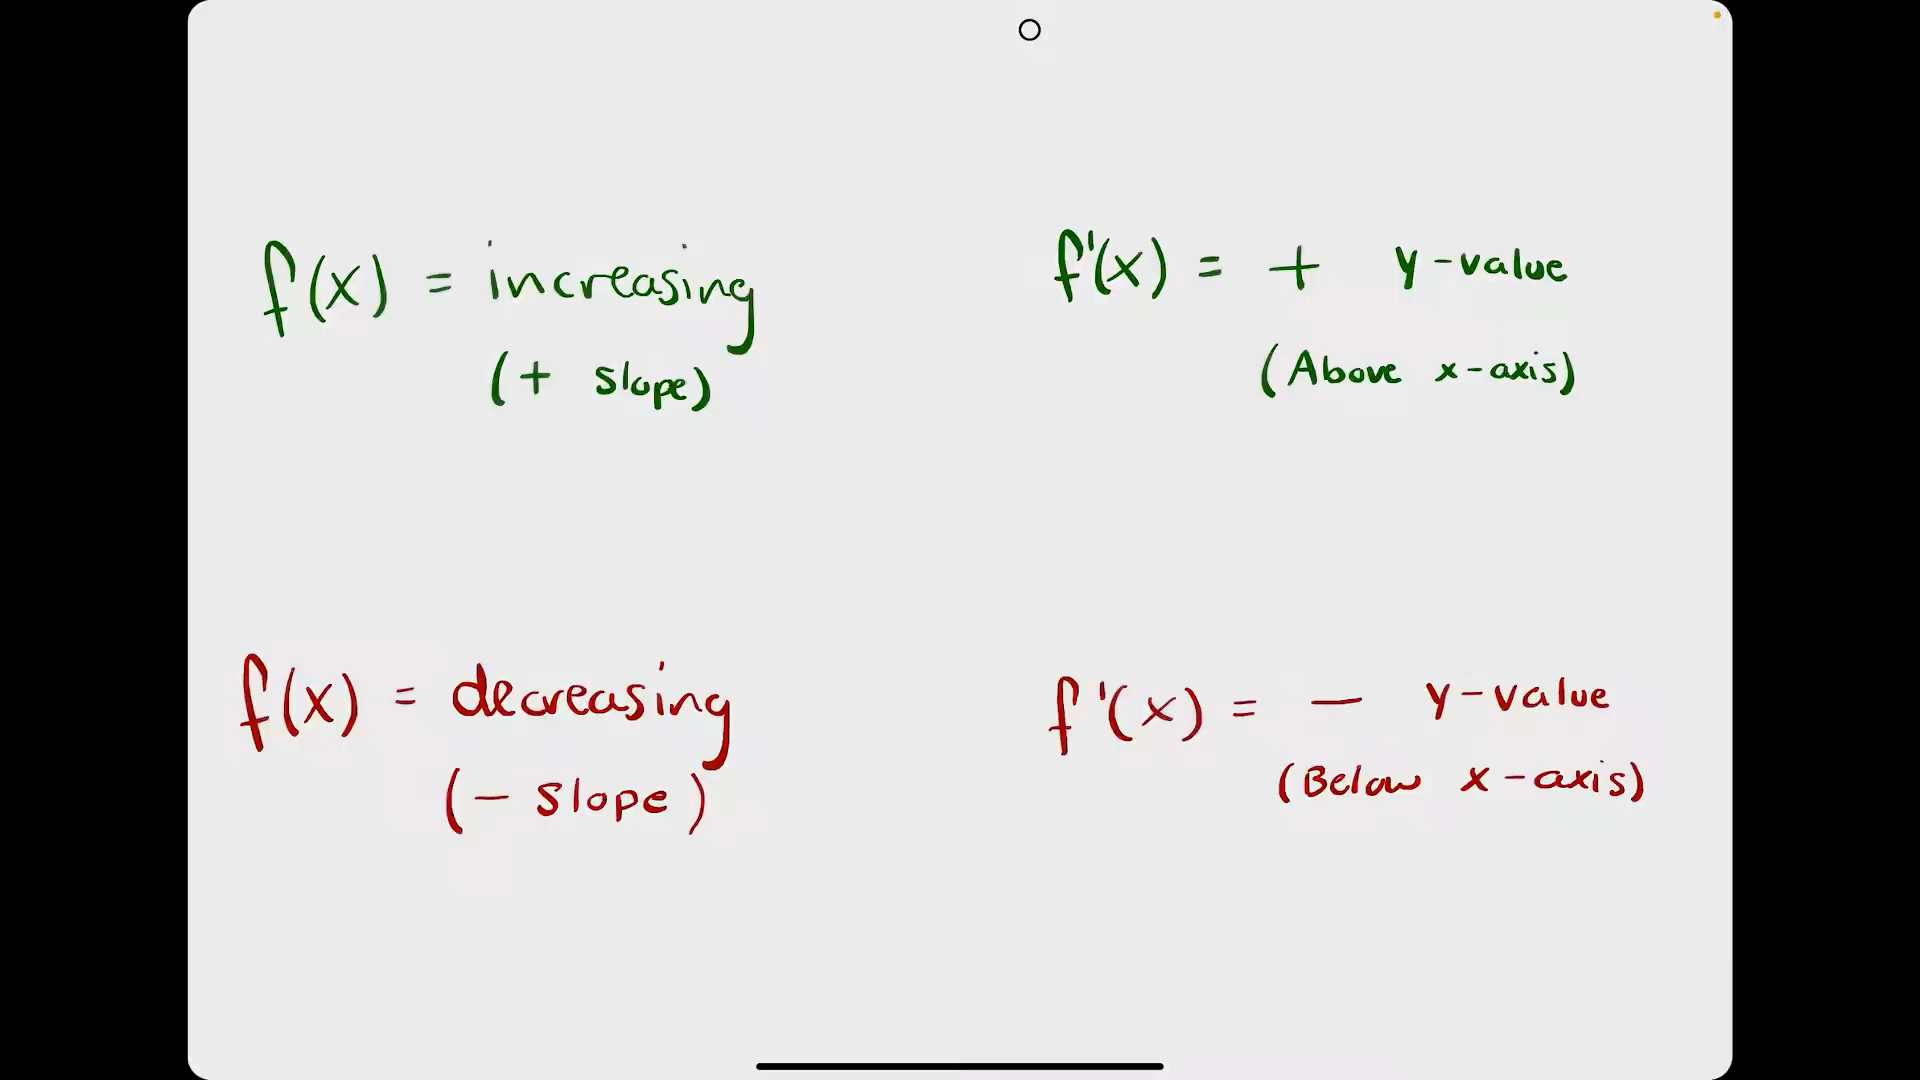 f(x) = increasing
(+ slope)
f'(x) = + y-value
(Above x-axis)
f(x) = decreasing
(- slope)
f'(x) = - y-value
(Below x-axis)